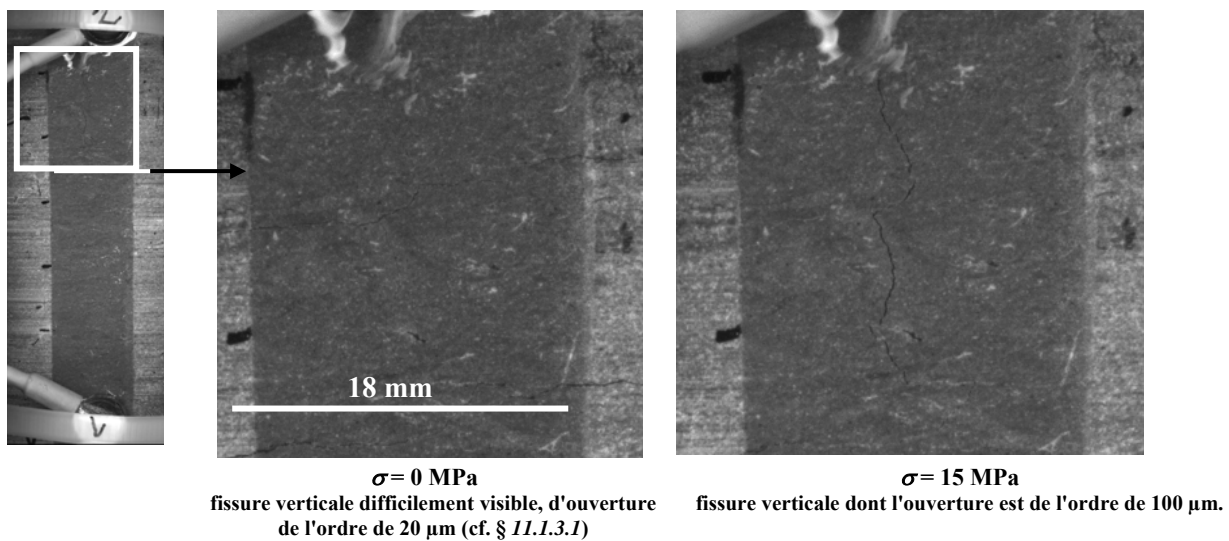 18 mm
σ= 0 MPa
fissure verticale difficilement visible, d'ouverture
de l'ordre de 20 µm (cf. § 11.1.3.1)
σ= 15 MPa
fissure verticale dont l'ouverture est de l'ordre de 100 µm.